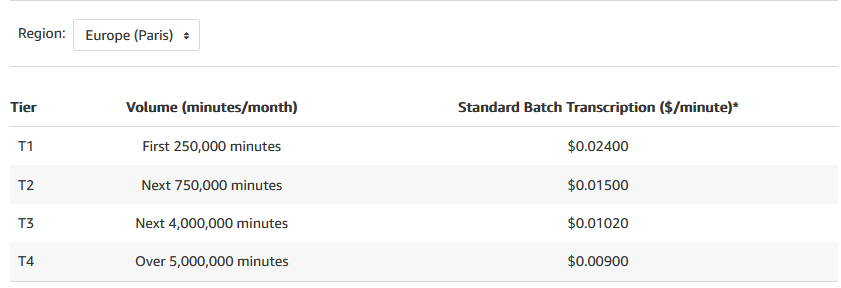 Region: Europe (Paris)
Tier Volume (minutes/month) Standard Batch Transcription ($/minute)*
T1 First 250,000 minutes $0.02400
T2 Next 750,000 minutes $0.01500
T3 Next 4,000,000 minutes $0.01020
T4 Over 5,000,000 minutes $0.00900